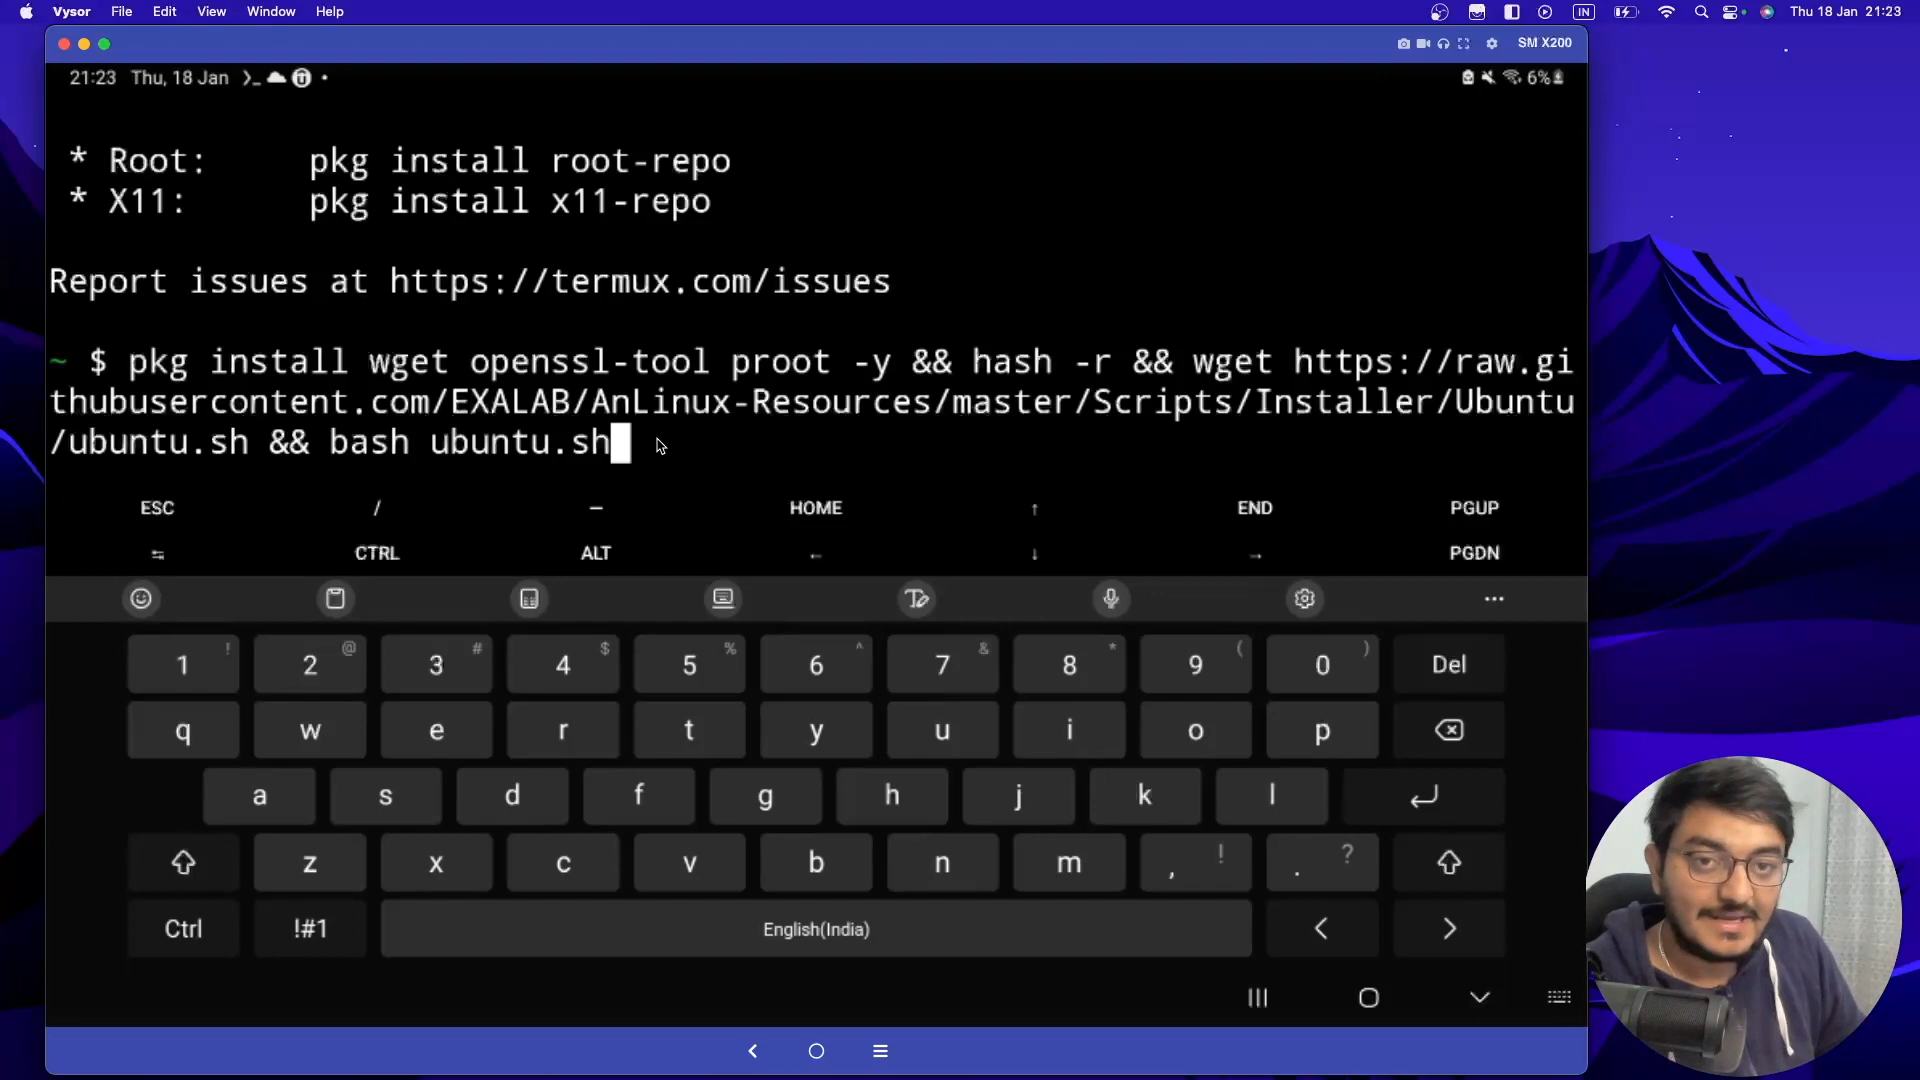 Vysor File Edit View Window Help IN Thu 18 Jan 21:23
SM X200
21:23 Thu, 18 Jan 6%
* Root: pkg install root-repo
* X11: pkg install x11-repo
Report issues at https://termux.com/issues
~ $ pkg install wget openssl-tool proot -y && hash -r && wget https://raw.gi
thubusercontent.com/EXALAB/AnLinux-Resources/master/Scripts/Installer/Ubuntu
/ubuntu.sh && bash ubuntu.sh
ESC / — HOME ↑ END PGUP
⇆ CTRL ALT ← ↓ → PGDN
1 ! 2 @ 3 # 4 $ 5 % 6 ^ 7 & 8 * 9 ( 0 ) Del
q w e r t y u i o p
a s d f g h j k l
z x c v b n m , ! . ?
Ctrl !#1 English(India) < >